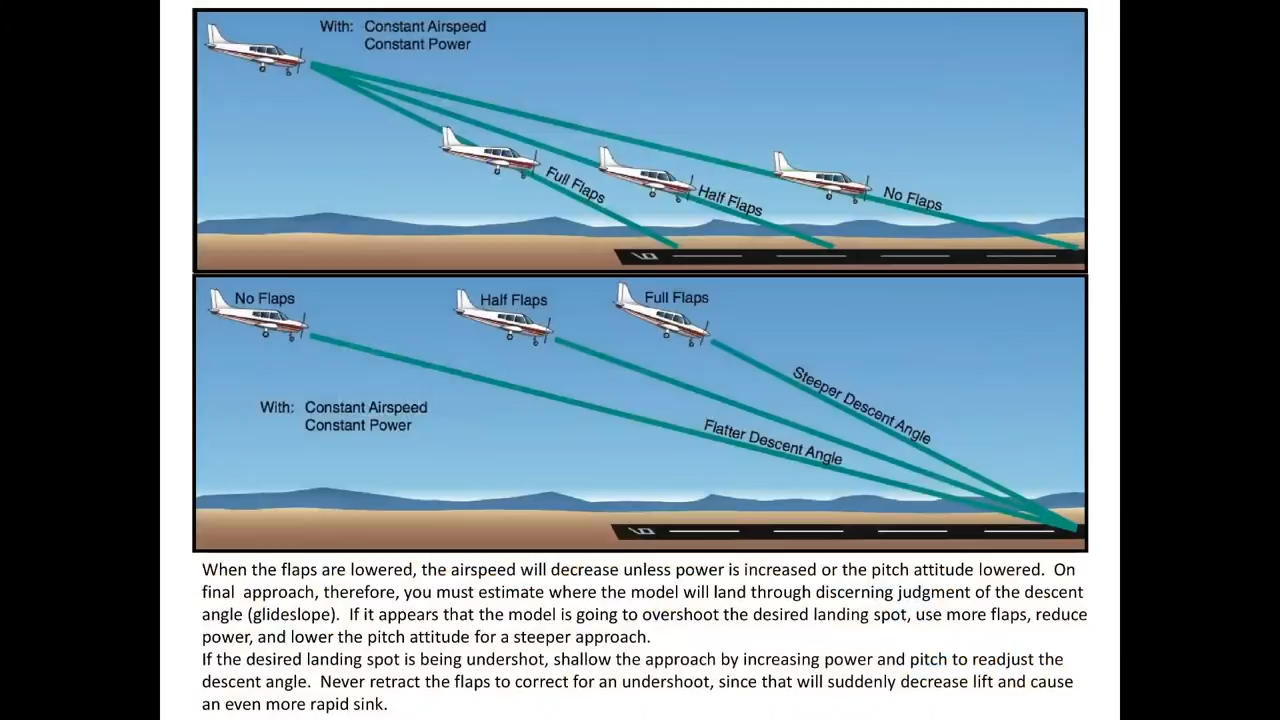 With: Constant Airspeed
Constant Power
Full Flaps
Half Flaps
No Flaps
No Flaps
Half Flaps
Full Flaps
Steeper Descent Angle
With: Constant Airspeed
Constant Power
Flatter Descent Angle
When the flaps are lowered, the airspeed will decrease unless power is increased or the pitch attitude lowered. On
final approach, therefore, you must estimate where the model will land through discerning judgment of the descent
angle (glideslope). If it appears that the model is going to overshoot the desired landing spot, use more flaps, reduce
power, and lower the pitch attitude for a steeper approach.
If the desired landing spot is being undershot, shallow the approach by increasing power and pitch to readjust the
descent angle. Never retract the flaps to correct for an undershoot, since that will suddenly decrease lift and cause
an even more rapid sink.